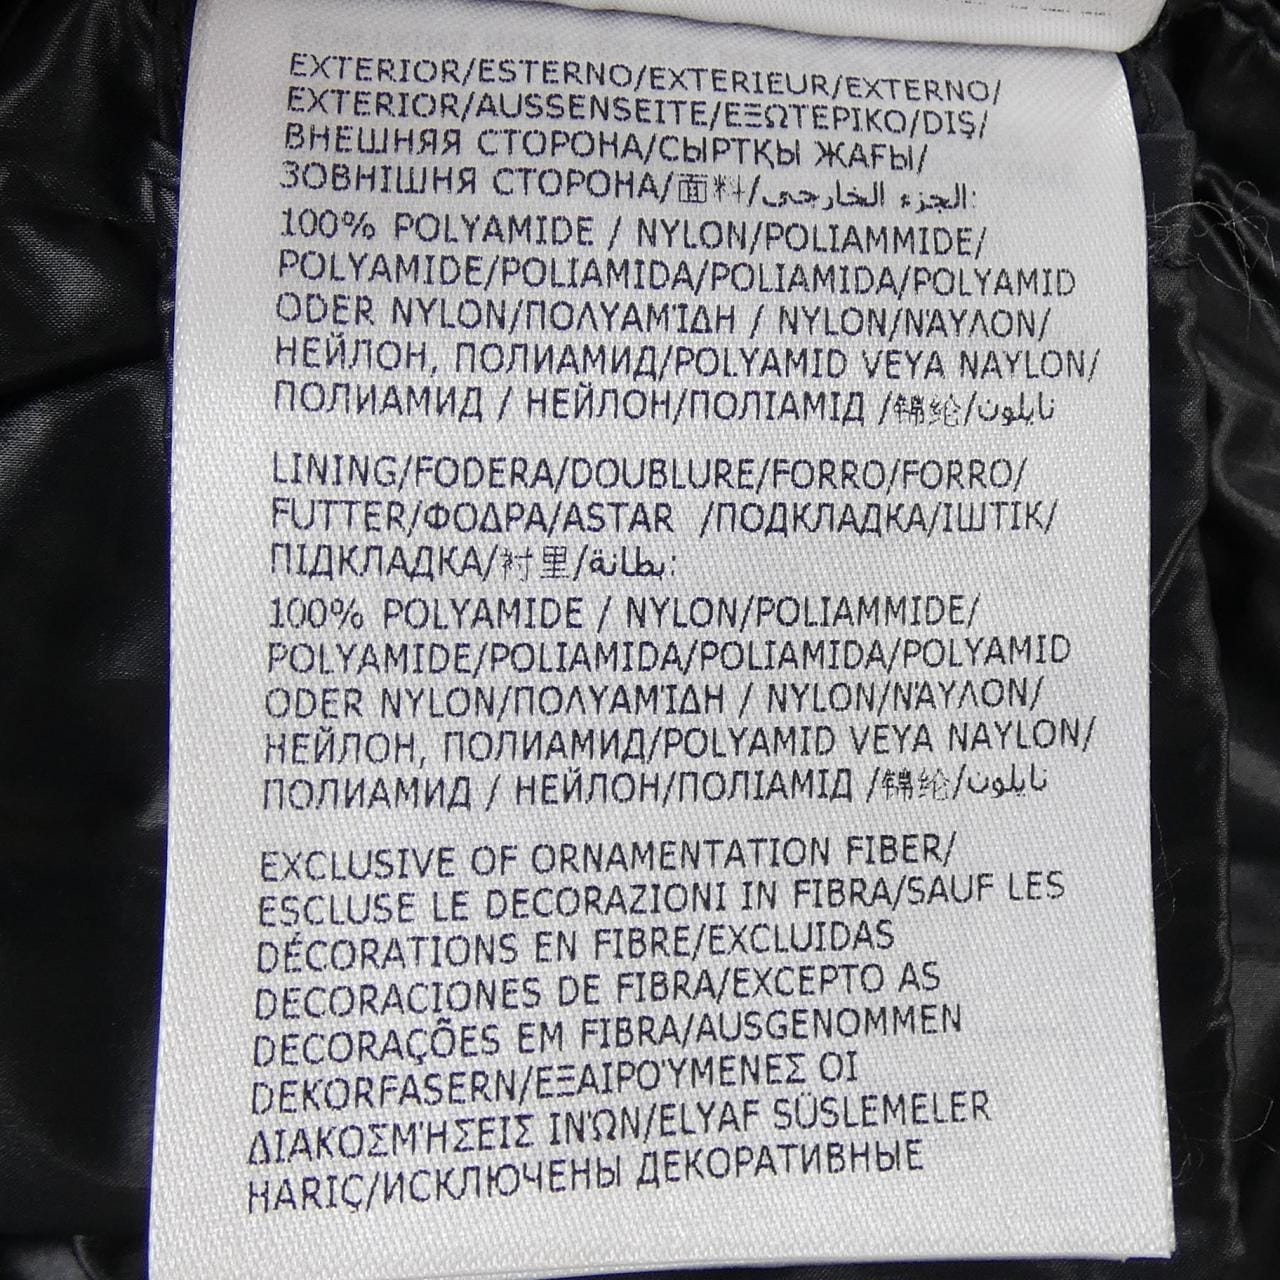 EXTERIOR/ESTERNO/EXTERIEUR/EXTERNO/
EXTERIOR/AUSSENSEITE/ΕΞΩΤΕΡΙΚΟ/DIŞ/
ВНЕШНЯЯ СТОРОНА/СЫРТҚЫ ЖАҒЫ/
ЗОВНІШНЯ СТОРОНА/面料/الجزء الخارجي:
100% POLYAMIDE / NYLON/POLIAMMIDE/
POLYAMIDE/POLIAMIDA/POLIAMIDA/POLYAMID
ODER NYLON/ΠΟΛΥΑΜΊΔΗ / NYLON/ΝΆΥΛΟΝ/
НЕЙЛОН, ПОЛИАМИД/POLYAMID VEYA NAYLON/
ПОЛИАМИД / НЕЙЛОН/ПОЛІАМІД /锦纶/نايلون
LINING/FODERA/DOUBLURE/FORRO/FORRO/
FUTTER/ΦΟΔΡΑ/ASTAR /ПОДКЛАДКА/ІШТІК/
ПІДКЛАДКА/衬里/بطانة:
100% POLYAMIDE / NYLON/POLIAMMIDE/
POLYAMIDE/POLIAMIDA/POLIAMIDA/POLYAMID
ODER NYLON/ΠΟΛΥΑΜΊΔΗ / NYLON/ΝΆΥΛΟΝ/
НЕЙЛОН, ПОЛИАМИД/POLYAMID VEYA NAYLON/
ПОЛИАМИД / НЕЙЛОН/ПОЛІАМІД /锦纶/نايلون
EXCLUSIVE OF ORNAMENTATION FIBER/
ESCLUSE LE DECORAZIONI IN FIBRA/SAUF LES
DÉCORATIONS EN FIBRE/EXCLUIDAS
DECORACIONES DE FIBRA/EXCEPTO AS
DECORAÇÕES EM FIBRA/AUSGENOMMEN
DEKORFASERN/ΕΞΑΙΡΟΎΜΕΝΕΣ ΟΙ
ΔΙΑΚΟΣΜΉΣΕΙΣ ΙΝΏΝ/ELYAF SÜSLEMELER
HARIÇ/ИСКЛЮЧЕНЫ ДЕКОРАТИВНЫЕ